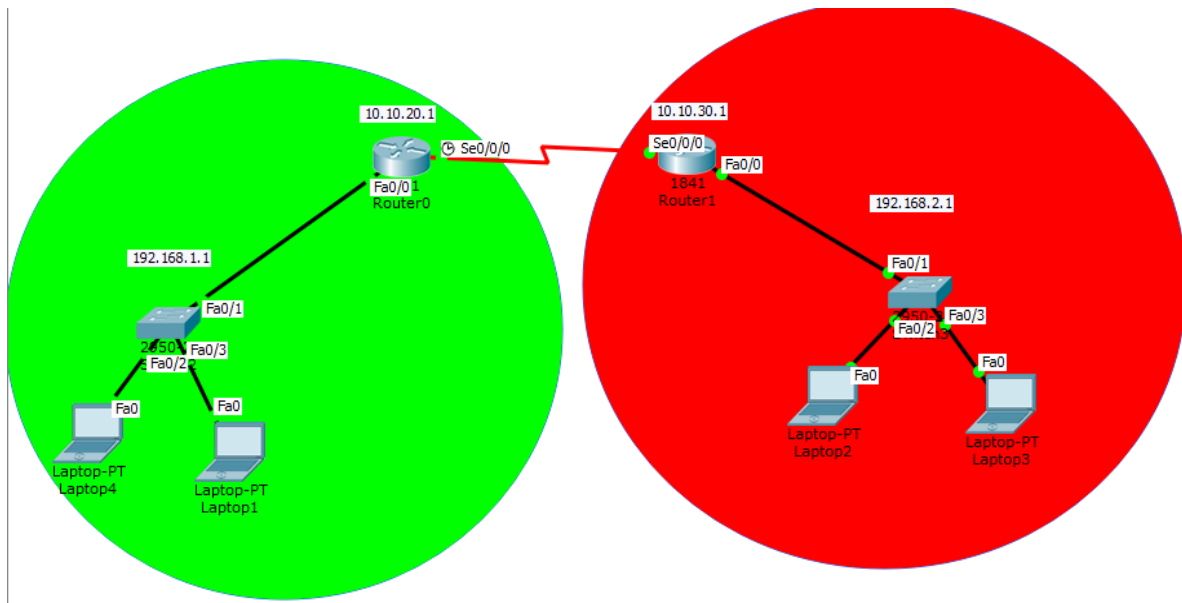 10.10.20.1
Se0/0/0
Fa0/0
Router0
192.168.1.1
Fa0/1
Fa0/3
Fa0/2
Fa0
Fa0
Laptop-PT
Laptop4
Laptop-PT
Laptop1
10.10.30.1
Se0/0/0
Fa0/0
1841
Router1
192.168.2.1
Fa0/1
Fa0/3
Fa0/2
Fa0
Fa0
Laptop-PT
Laptop2
Laptop-PT
Laptop3